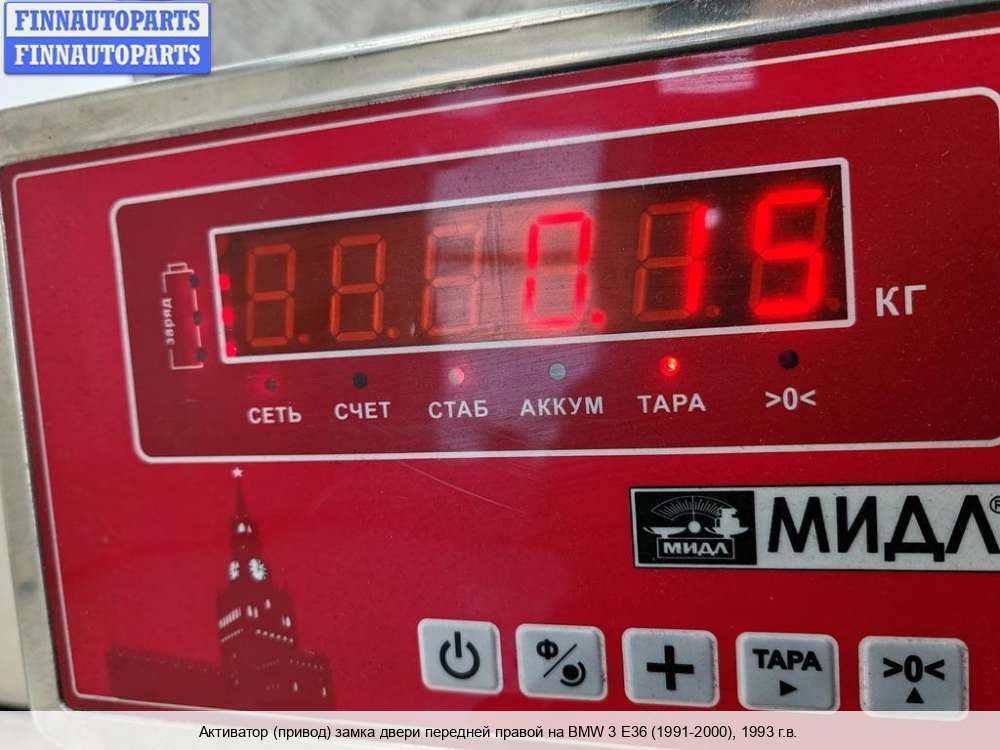 FINNAUTOPARTS
FINNAUTOPARTS
заряд
0.15
КГ
СЕТЬ СЧЕТ СТАБ АККУМ ТАРА >0<
МИДЛ МИДЛ®
Ф
ТАРА >0<
Активатор (привод) замка двери передней правой на BMW 3 E36 (1991-2000), 1993 г.в.